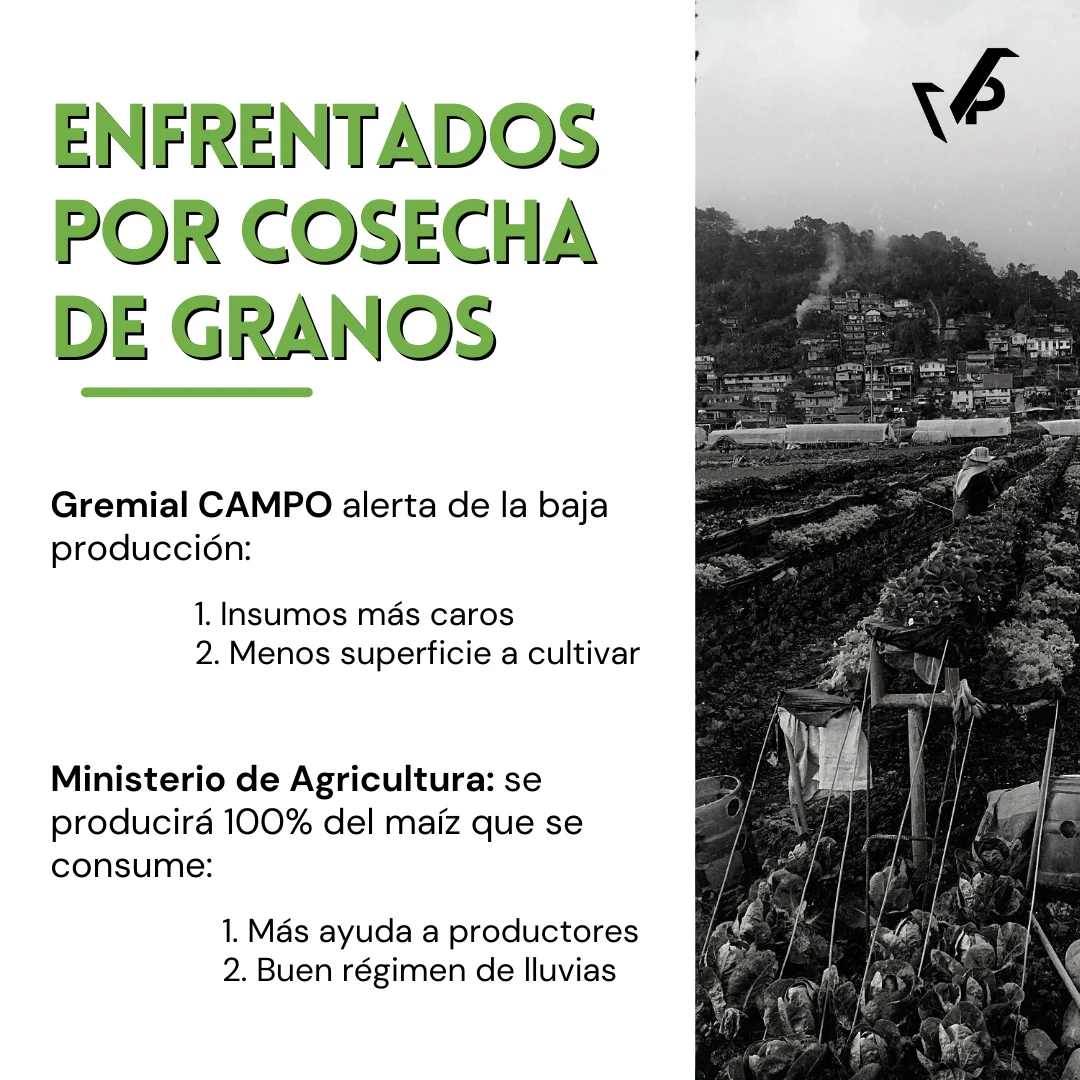 ENFRENTADOS
POR COSECHA
DE GRANOS
Gremial CAMPO alerta de la baja
producción:
1. Insumos más caros
2. Menos superficie a cultivar
Ministerio de Agricultura: se
producirá 100% del maíz que se
consume:
1. Más ayuda a productores
2. Buen régimen de lluvias